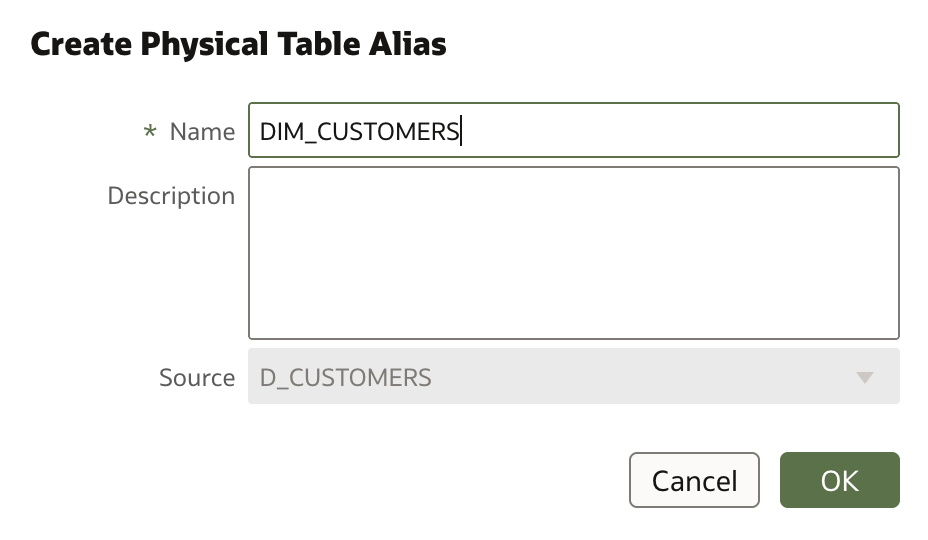 Create Physical Table Alias
* Name DIM_CUSTOMERS
Description
Source D_CUSTOMERS
Cancel OK